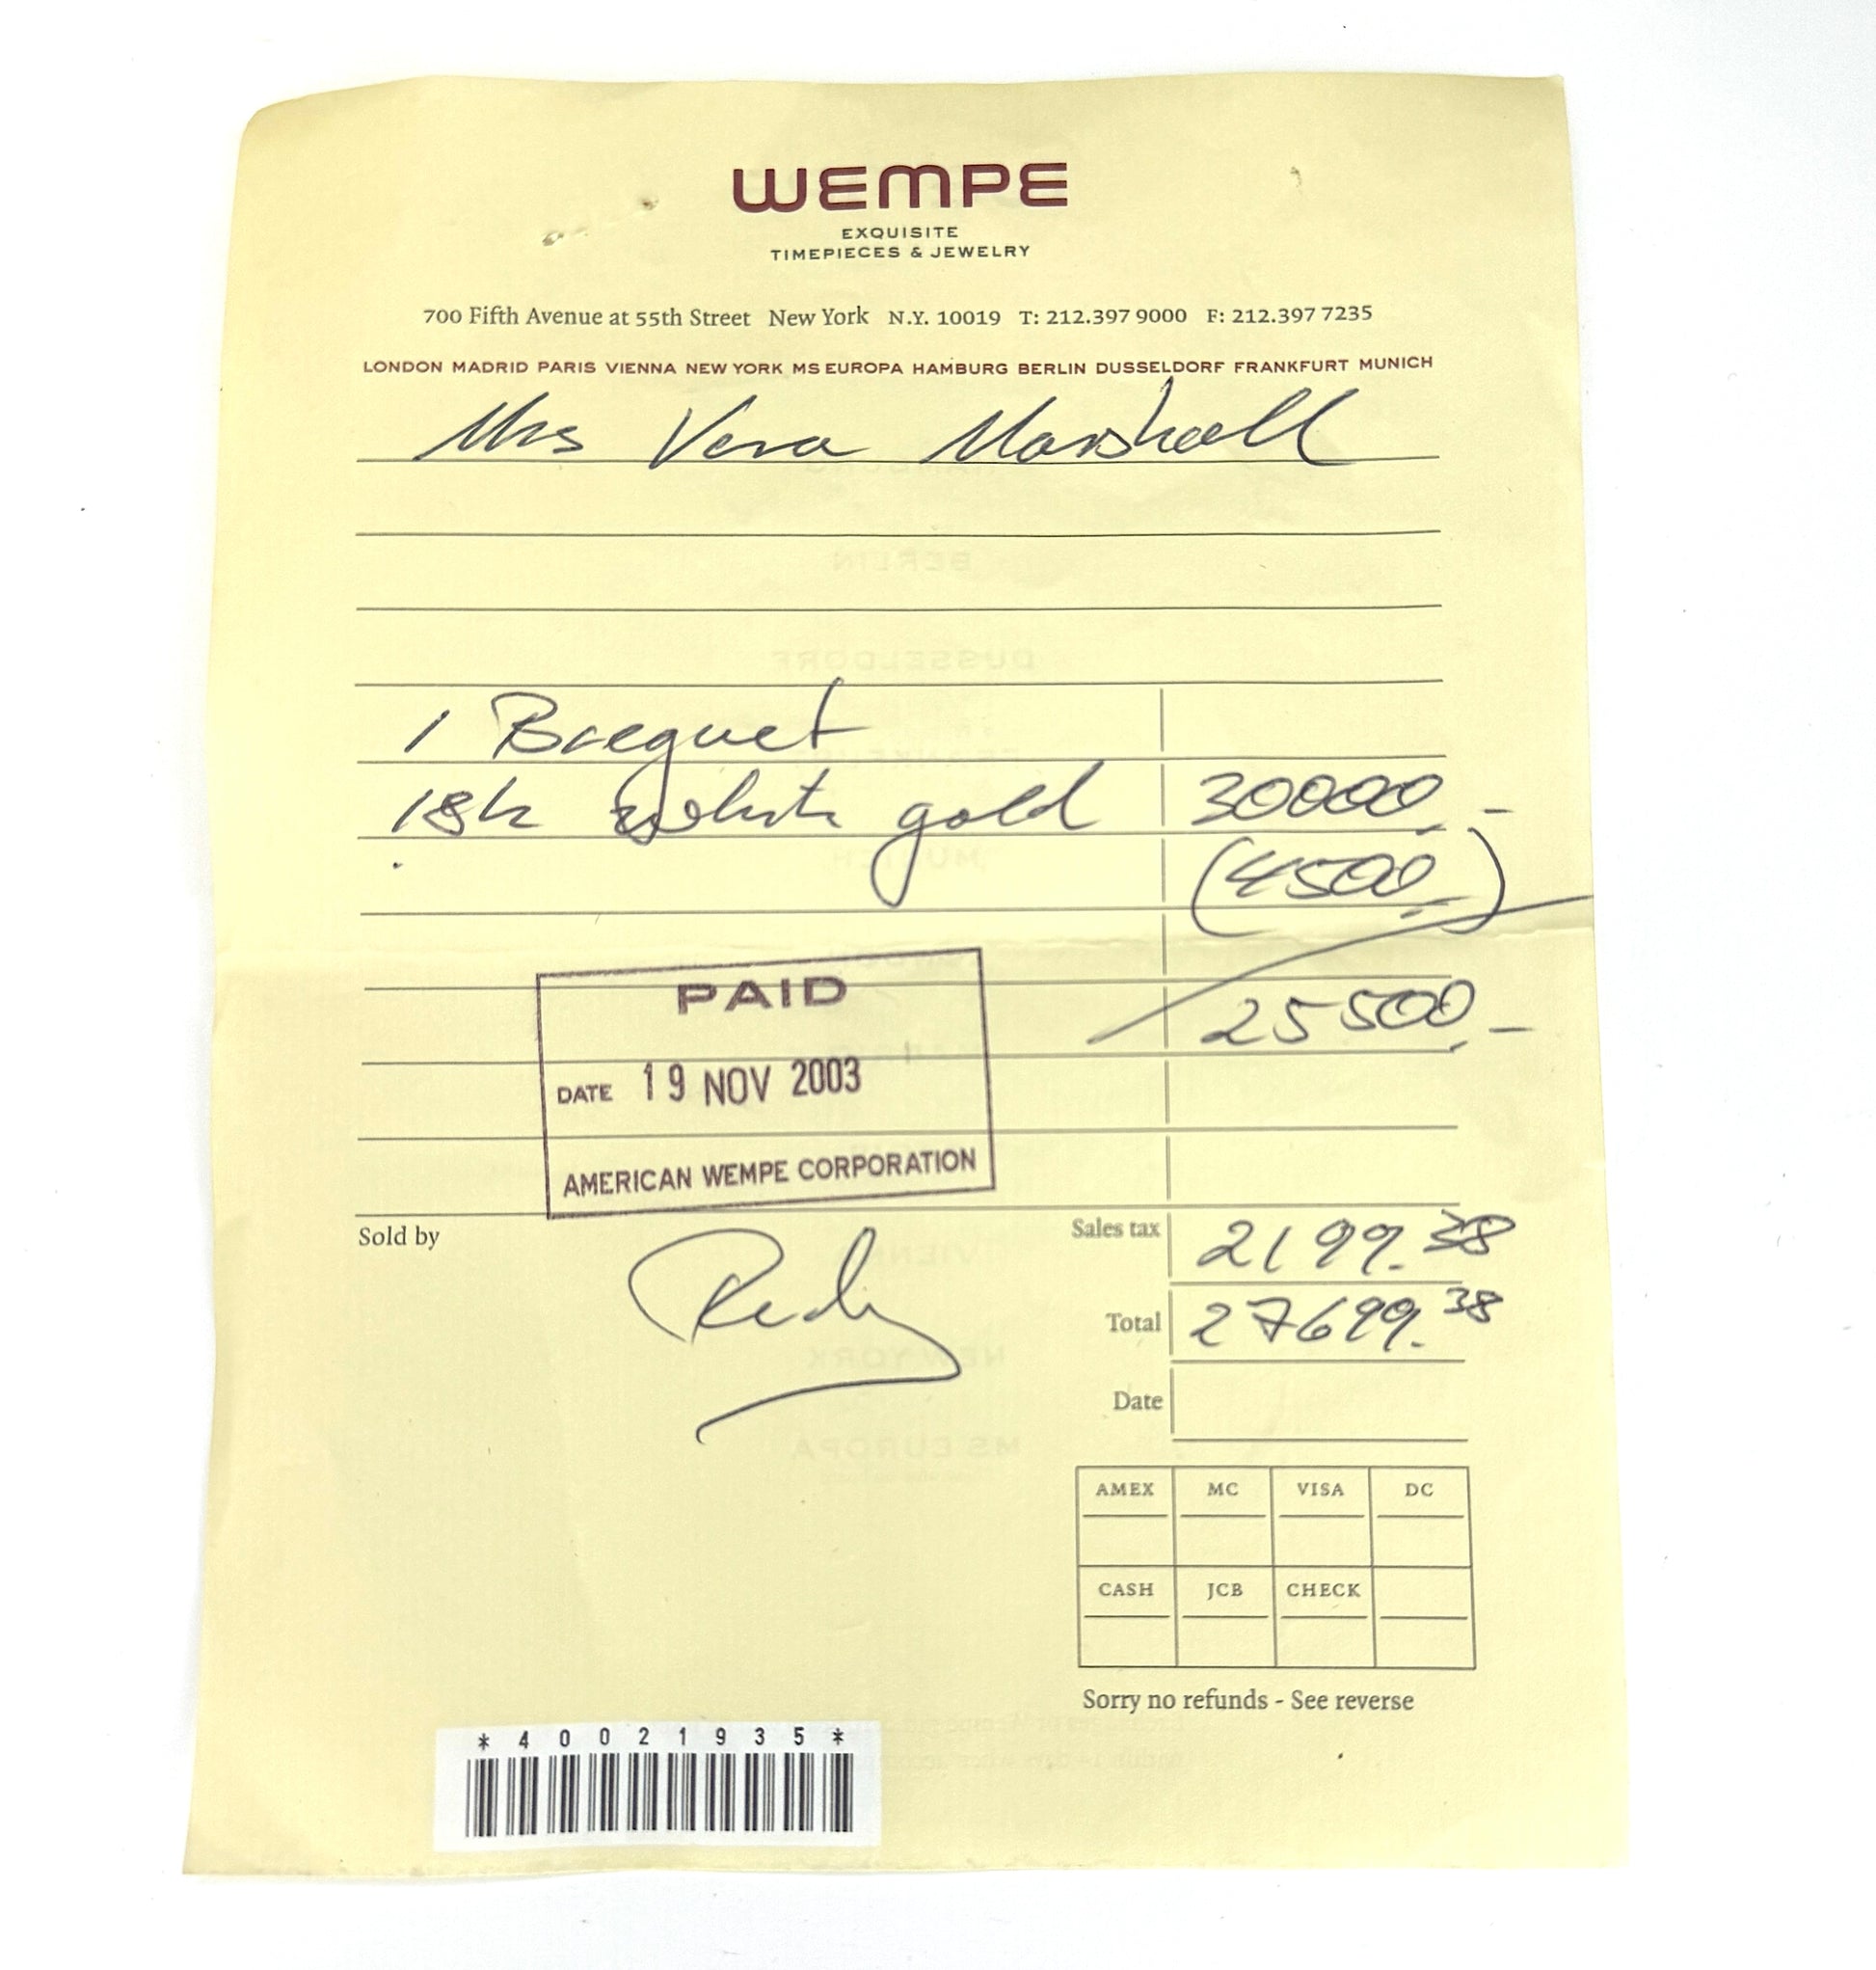 WEMPE
EXQUISITE
TIMEPIECES & JEWELRY
700 Fifth Avenue at 55th Street New York N.Y. 10019 T: 212.397 9000 F: 212.397 7235
LONDON MADRID PARIS VIENNA NEW YORK MS EUROPA HAMBURG BERLIN DUSSELDORF FRANKFURT MUNICH
Mrs Vera Marshall
1 Breguet
18k white gold 30000,-
(4500,-)
25500,-
PAID
DATE 19 NOV 2003
AMERICAN WEMPE CORPORATION
Sold by
Sales tax 2199.38
Total 27699.38
Date
AMEX MC VISA DC
CASH JCB CHECK
Sorry no refunds - See reverse
*40021935*